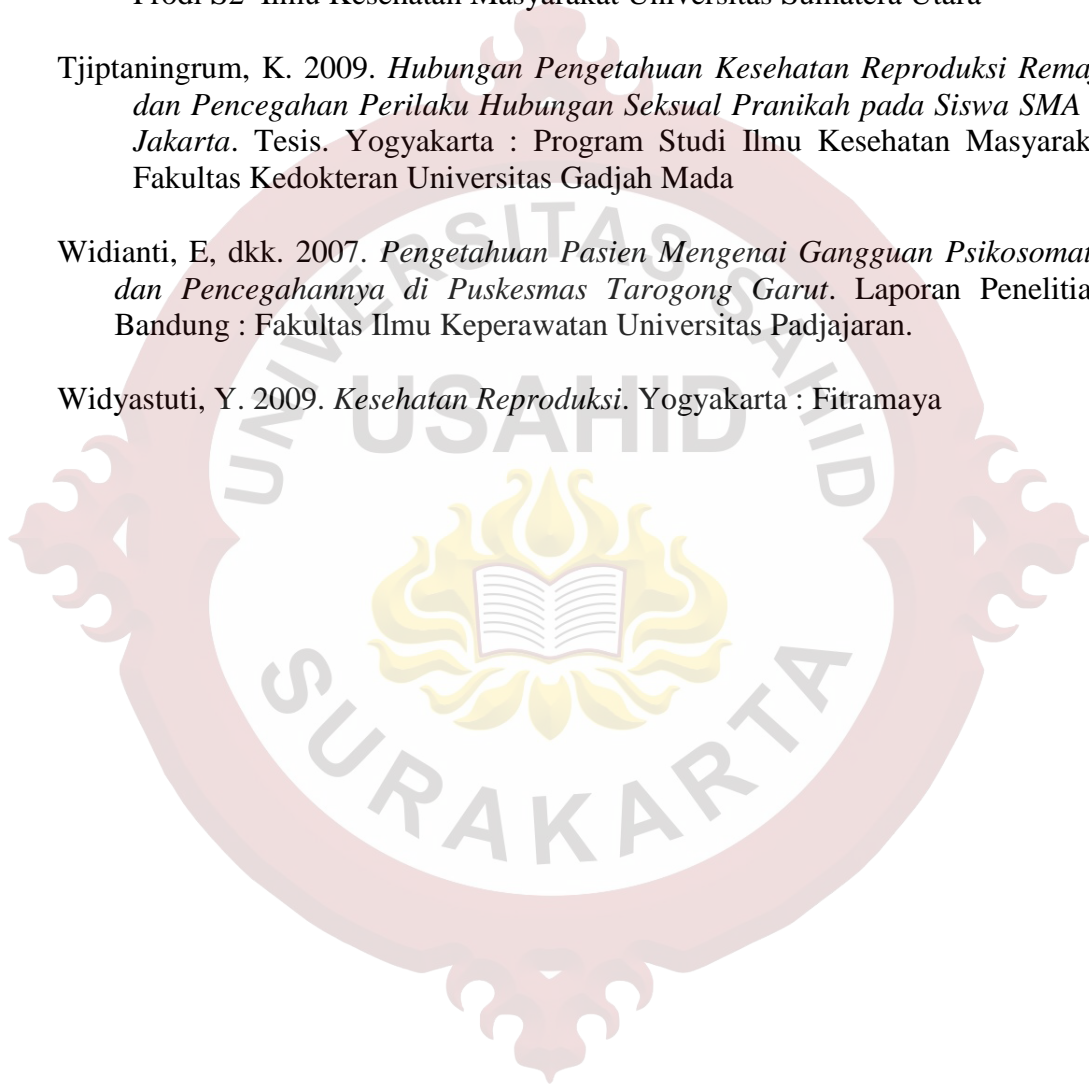 Prodi S2 Ilmu Kesehatan Masyarakat Universitas Sumatera Utara
Tjiptaningrum, K. 2009. Hubungan Pengetahuan Kesehatan Reproduksi Rema
dan Pencegahan Perilaku Hubungan Seksual Pranikah pada Siswa SMA
Jakarta. Tesis. Yogyakarta : Program Studi Ilmu Kesehatan Masyarak
Fakultas Kedokteran Universitas Gadjah Mada
Widianti, E, dkk. 2007. Pengetahuan Pasien Mengenai Gangguan Psikosomat
dan Pencegahannya di Puskesmas Tarogong Garut. Laporan Penelitia
Bandung : Fakultas Ilmu Keperawatan Universitas Padjajaran.
Widyastuti, Y. 2009. Kesehatan Reproduksi. Yogyakarta : Fitramaya
UNIVERSITAS SAHID
USAHID
SURAKARTA